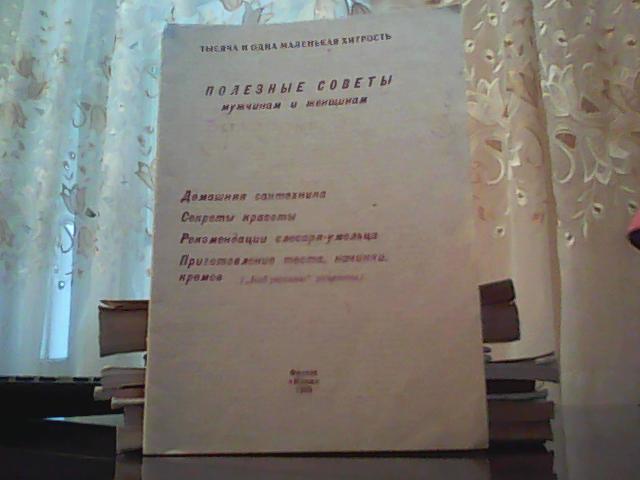 ТЫСЯЧА И ОДНА МАЛЕНЬКАЯ ХИТРОСТЬ
ПОЛЕЗНЫЕ СОВЕТЫ
мужчинам и женщинам
Домашняя сантехника
Секреты красоты
Рекомендации слесаря-умельца
Приготовление теста, начинки,
кремов